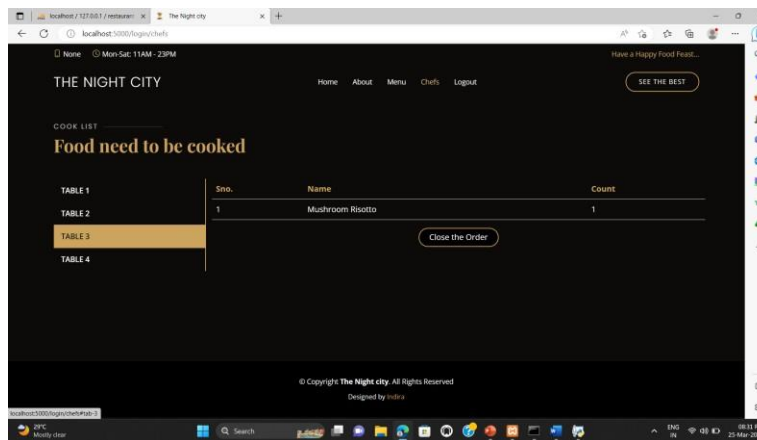 localhost / 127.0.0.1 / restauran
The Night city
localhost:5000/login/chefs
None Mon-Sat: 11AM - 23PM
Have a Happy Food Feast...
THE NIGHT CITY
Home About Menu Chefs Logout
SEE THE BEST
COOK LIST
Food need to be cooked
TABLE 1
TABLE 2
TABLE 3
TABLE 4
Sno. Name Count
1 Mushroom Risotto 1
Close the Order
© Copyright The Night city. All Rights Reserved
Designed by Indira
localhost:5000/login/chefs#tab-3
29°C
Mostly clear
Search
ENG
IN
08:31
25-Mar-20